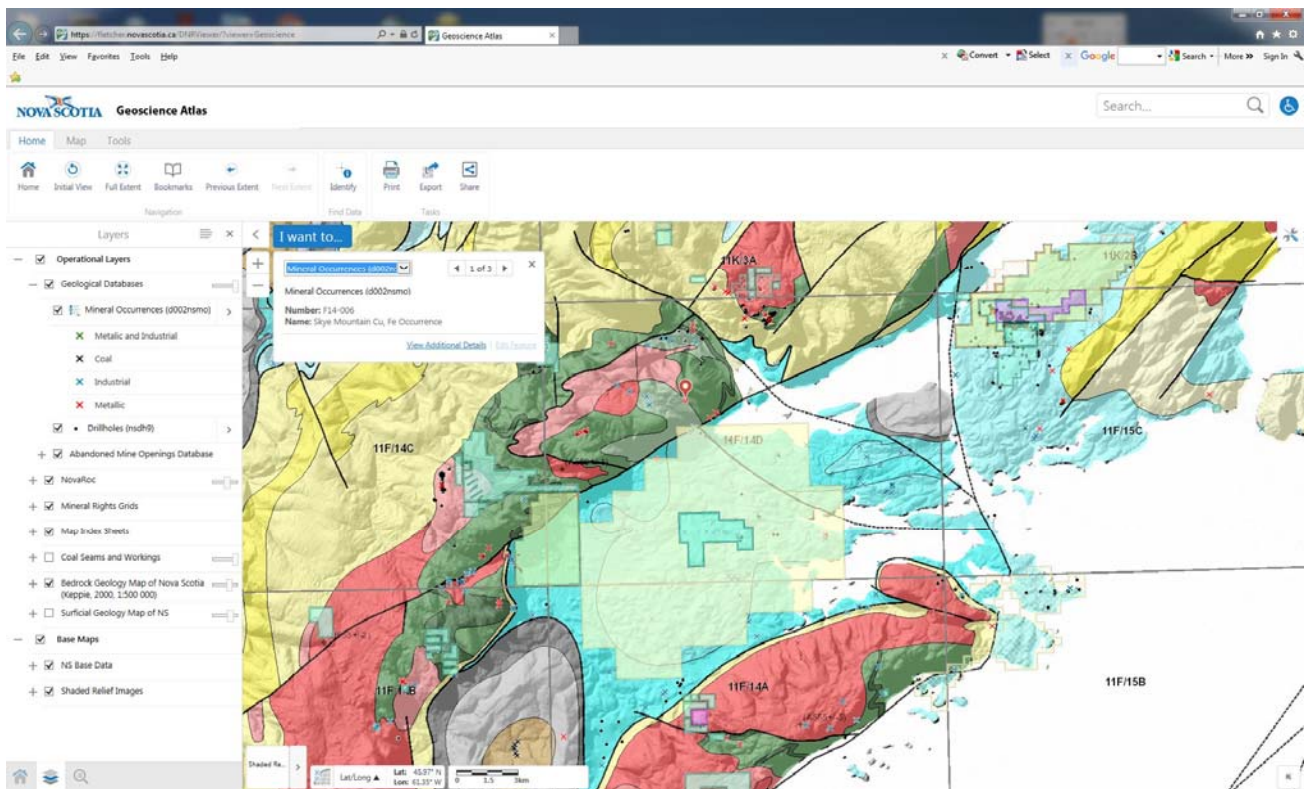 https://fletcher.novascotia.ca/DNRViewer/?viewer=Geoscience
Geoscience Atlas
File Edit View Favorites Tools Help
Convert Select Google Search More » Sign In
NOVA SCOTIA Geoscience Atlas
Search...
Home Map Tools
Home Initial View Full Extent Bookmarks Previous Extent Next Extent Identify Print Export Share
Navigation Find Data Tasks
Layers
I want to...
Operational Layers
Geological Databases
Mineral Occurrences (d002nsmo)
Metalic and Industrial
Coal
Industrial
Metallic
Drillholes (nsdh9)
Abandoned Mine Openings Database
NovaRoc
Mineral Rights Grids
Map Index Sheets
Coal Seams and Workings
Bedrock Geology Map of Nova Scotia
(Keppie, 2000, 1:500 000)
Surficial Geology Map of NS
Base Maps
NS Base Data
Shaded Relief Images
Mineral Occurrences (d002n
1 of 3
Mineral Occurrences (d002nsmo)
Number: F14-006
Name: Skye Mountain Cu, Fe Occurrence
View Additional Details | Edit Feature
11K/3A
11K/2B
11F/14C
11F/14D
11F/15C
11F/14A
11F/15B
Shaded Re...
Lat/Long
Lat: 45.97° N
Lon: 61.35° W
0 1.5 3km